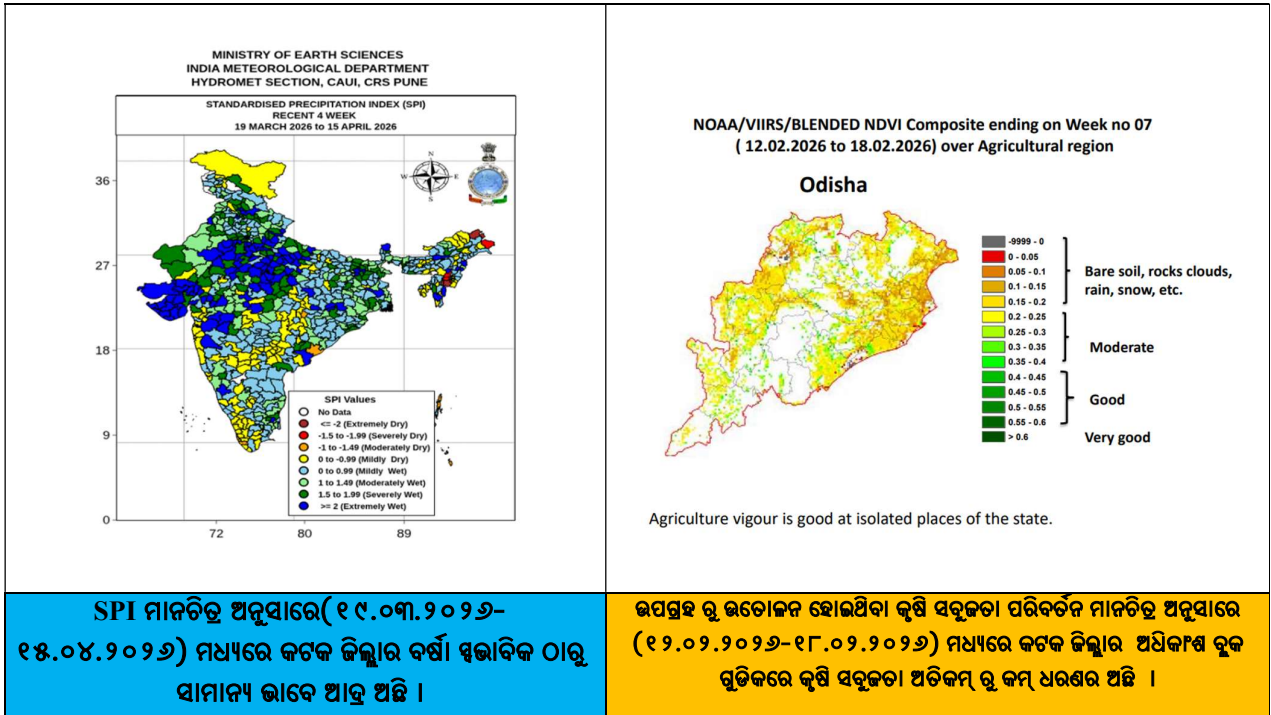 MINISTRY OF EARTH SCIENCES
INDIA METEOROLOGICAL DEPARTMENT
HYDROMET SECTION, CAUI, CRS PUNE
STANDARDISED PRECIPITATION INDEX (SPI)
RECENT 4 WEEK
19 MARCH 2026 to 15 APRIL 2026
N
W E
S
36
27
18
9
0
72 80 89
SPI Values
No Data
<= -2 (Extremely Dry)
-1.5 to -1.99 (Severely Dry)
-1 to -1.49 (Moderately Dry)
0 to -0.99 (Mildly Dry)
0 to 0.99 (Mildly Wet)
1 to 1.49 (Moderately Wet)
1.5 to 1.99 (Severely Wet)
>= 2 (Extremely Wet)
SPI ମାନଚିତ୍ର ଅନୁସାରେ(୧୯.୦୩.୨୦୨୬-
୧୫.୦୪.୨୦୨୬) ମଧ୍ୟରେ କଟକ ଜିଲ୍ଲାର ବର୍ଷା ସ୍ଵଭାବିକ ଠାରୁ
ସାମାନ୍ୟ ଭାବେ ଆଦ୍ର ଅଛି ।
NOAA/VIIRS/BLENDED NDVI Composite ending on Week no 07
( 12.02.2026 to 18.02.2026) over Agricultural region
Odisha
-9999 - 0
0 - 0.05
0.05 - 0.1
0.1 - 0.15
0.15 - 0.2
0.2 - 0.25
0.25 - 0.3
0.3 - 0.35
0.35 - 0.4
0.4 - 0.45
0.45 - 0.5
0.5 - 0.55
0.55 - 0.6
> 0.6
Bare soil, rocks clouds,
rain, snow, etc.
Moderate
Good
Very good
Agriculture vigour is good at isolated places of the state.
ଉପଗ୍ରହ ରୁ ଉତୋଳନ ହୋଇଥିବା କୃଷି ସବୁଜତା ପରିବର୍ତନ ମାନଚିତ୍ର ଅନୁସାରେ
(୧୨.୦୨.୨୦୨୬-୧୮.୦୨.୨୦୨୬) ମଧ୍ୟରେ କଟକ ଜିଲ୍ଲାର ଅଧିକାଂଶ ବ୍ଲକ
ଗୁଡିକରେ କୃଷି ସବୁଜତା ଅତିକମ୍ ରୁ କମ୍ ଧରଣର ଅଛି ।